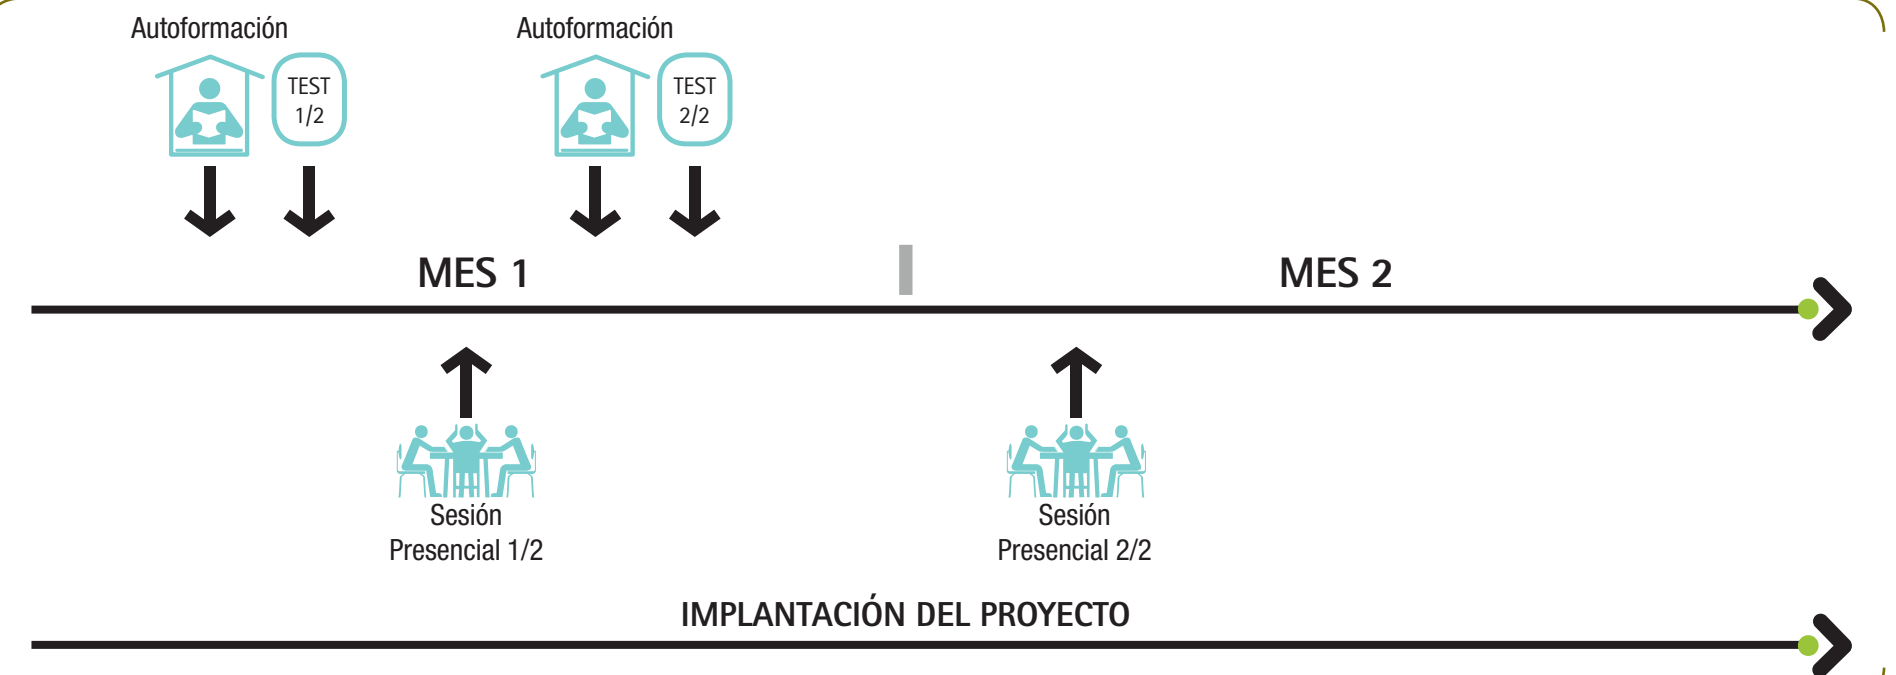 Autoformación
TEST
1/2
Autoformación
TEST
2/2
MES 1
MES 2
Sesión
Presencial 1/2
Sesión
Presencial 2/2
IMPLANTACIÓN DEL PROYECTO